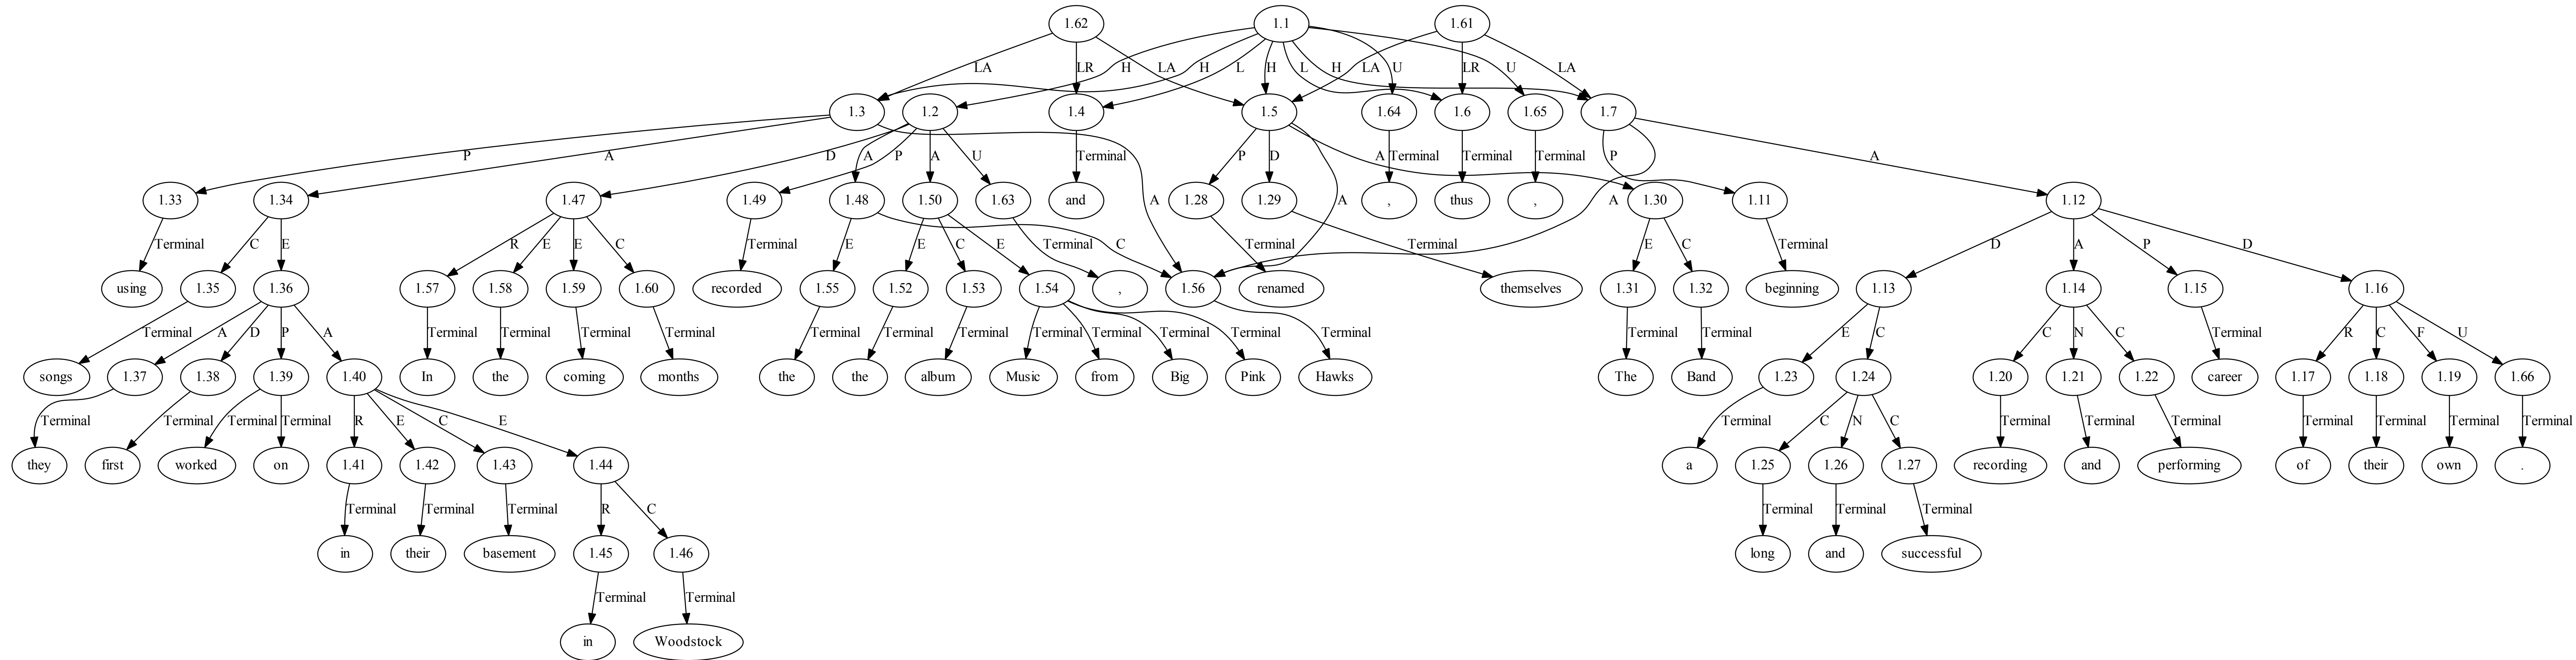 1.62 1.1 1.61
LA LR LA H H L H L H LA U LR U LA
1.3 1.2 1.4 1.5 1.64 1.6 1.65 1.7
P A D A P A U Terminal P D A Terminal Terminal Terminal P A
1.33 1.34 1.47 1.49 1.48 1.50 1.63 and 1.28 1.29 , thus , 1.30 1.11 1.12
A A A
Terminal C E R E E C Terminal E C E C E Terminal Terminal Terminal E C Terminal D A P D
using 1.35 1.36 1.57 1.58 1.59 1.60 recorded 1.55 1.52 1.53 1.54 , 1.56 renamed themselves 1.31 1.32 beginning 1.13 1.14 1.15 1.16
Terminal A D P A Terminal Terminal Terminal Terminal Terminal Terminal Terminal Terminal Terminal Terminal Terminal Terminal Terminal Terminal E C C N C Terminal R C F U
songs 1.37 1.38 1.39 1.40 In the coming months the the album Music from Big Pink Hawks The Band 1.23 1.24 1.20 1.21 1.22 career 1.17 1.18 1.19 1.66
Terminal Terminal Terminal Terminal R E C E Terminal C N C Terminal Terminal Terminal Terminal Terminal Terminal Terminal
they first worked on 1.41 1.42 1.43 1.44 a 1.25 1.26 1.27 recording and performing of their own .
Terminal Terminal Terminal R C Terminal Terminal Terminal
in their basement 1.45 1.46 long and successful
Terminal Terminal
in Woodstock